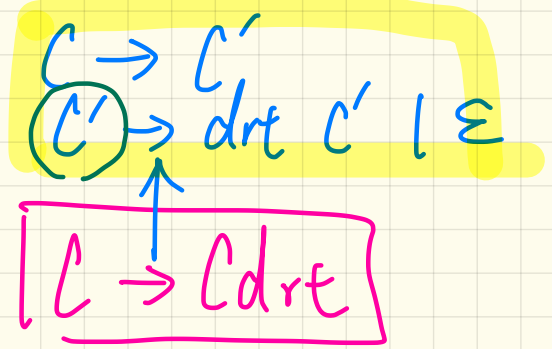 C → C'
C' → drt C' | ε
C → Cdrt